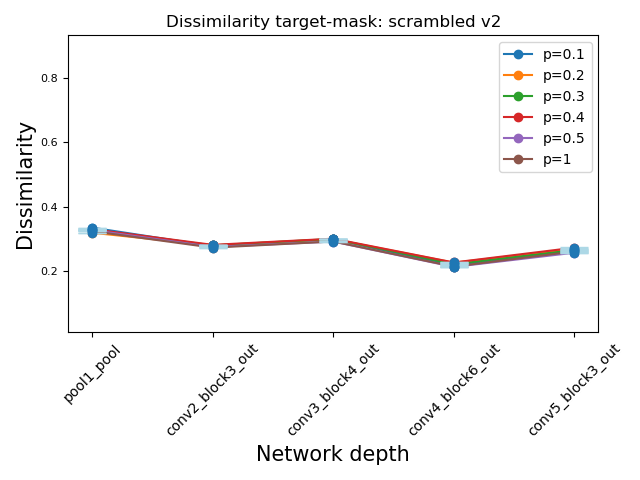 Dissimilarity target-mask: scrambled v2
p=0.1
p=0.2
p=0.3
p=0.4
p=0.5
p=1
Dissimilarity
0.8
0.6
0.4
0.2
pool1_pool
conv2_block3_out
conv3_block4_out
conv4_block6_out
conv5_block3_out
Network depth